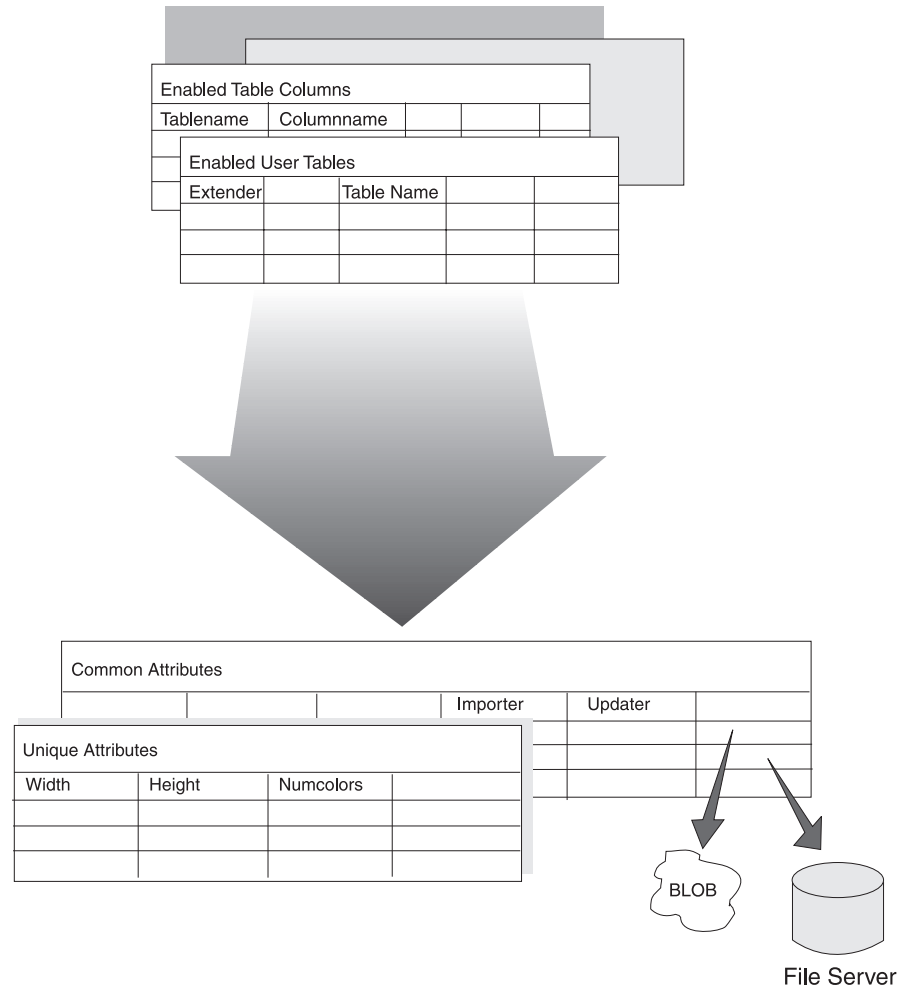 Enabled Table Columns
Tablename Columnname
Enabled User Tables
Extender Table Name
Common Attributes
Importer Updater
Unique Attributes
Width Height Numcolors
BLOB
File Server